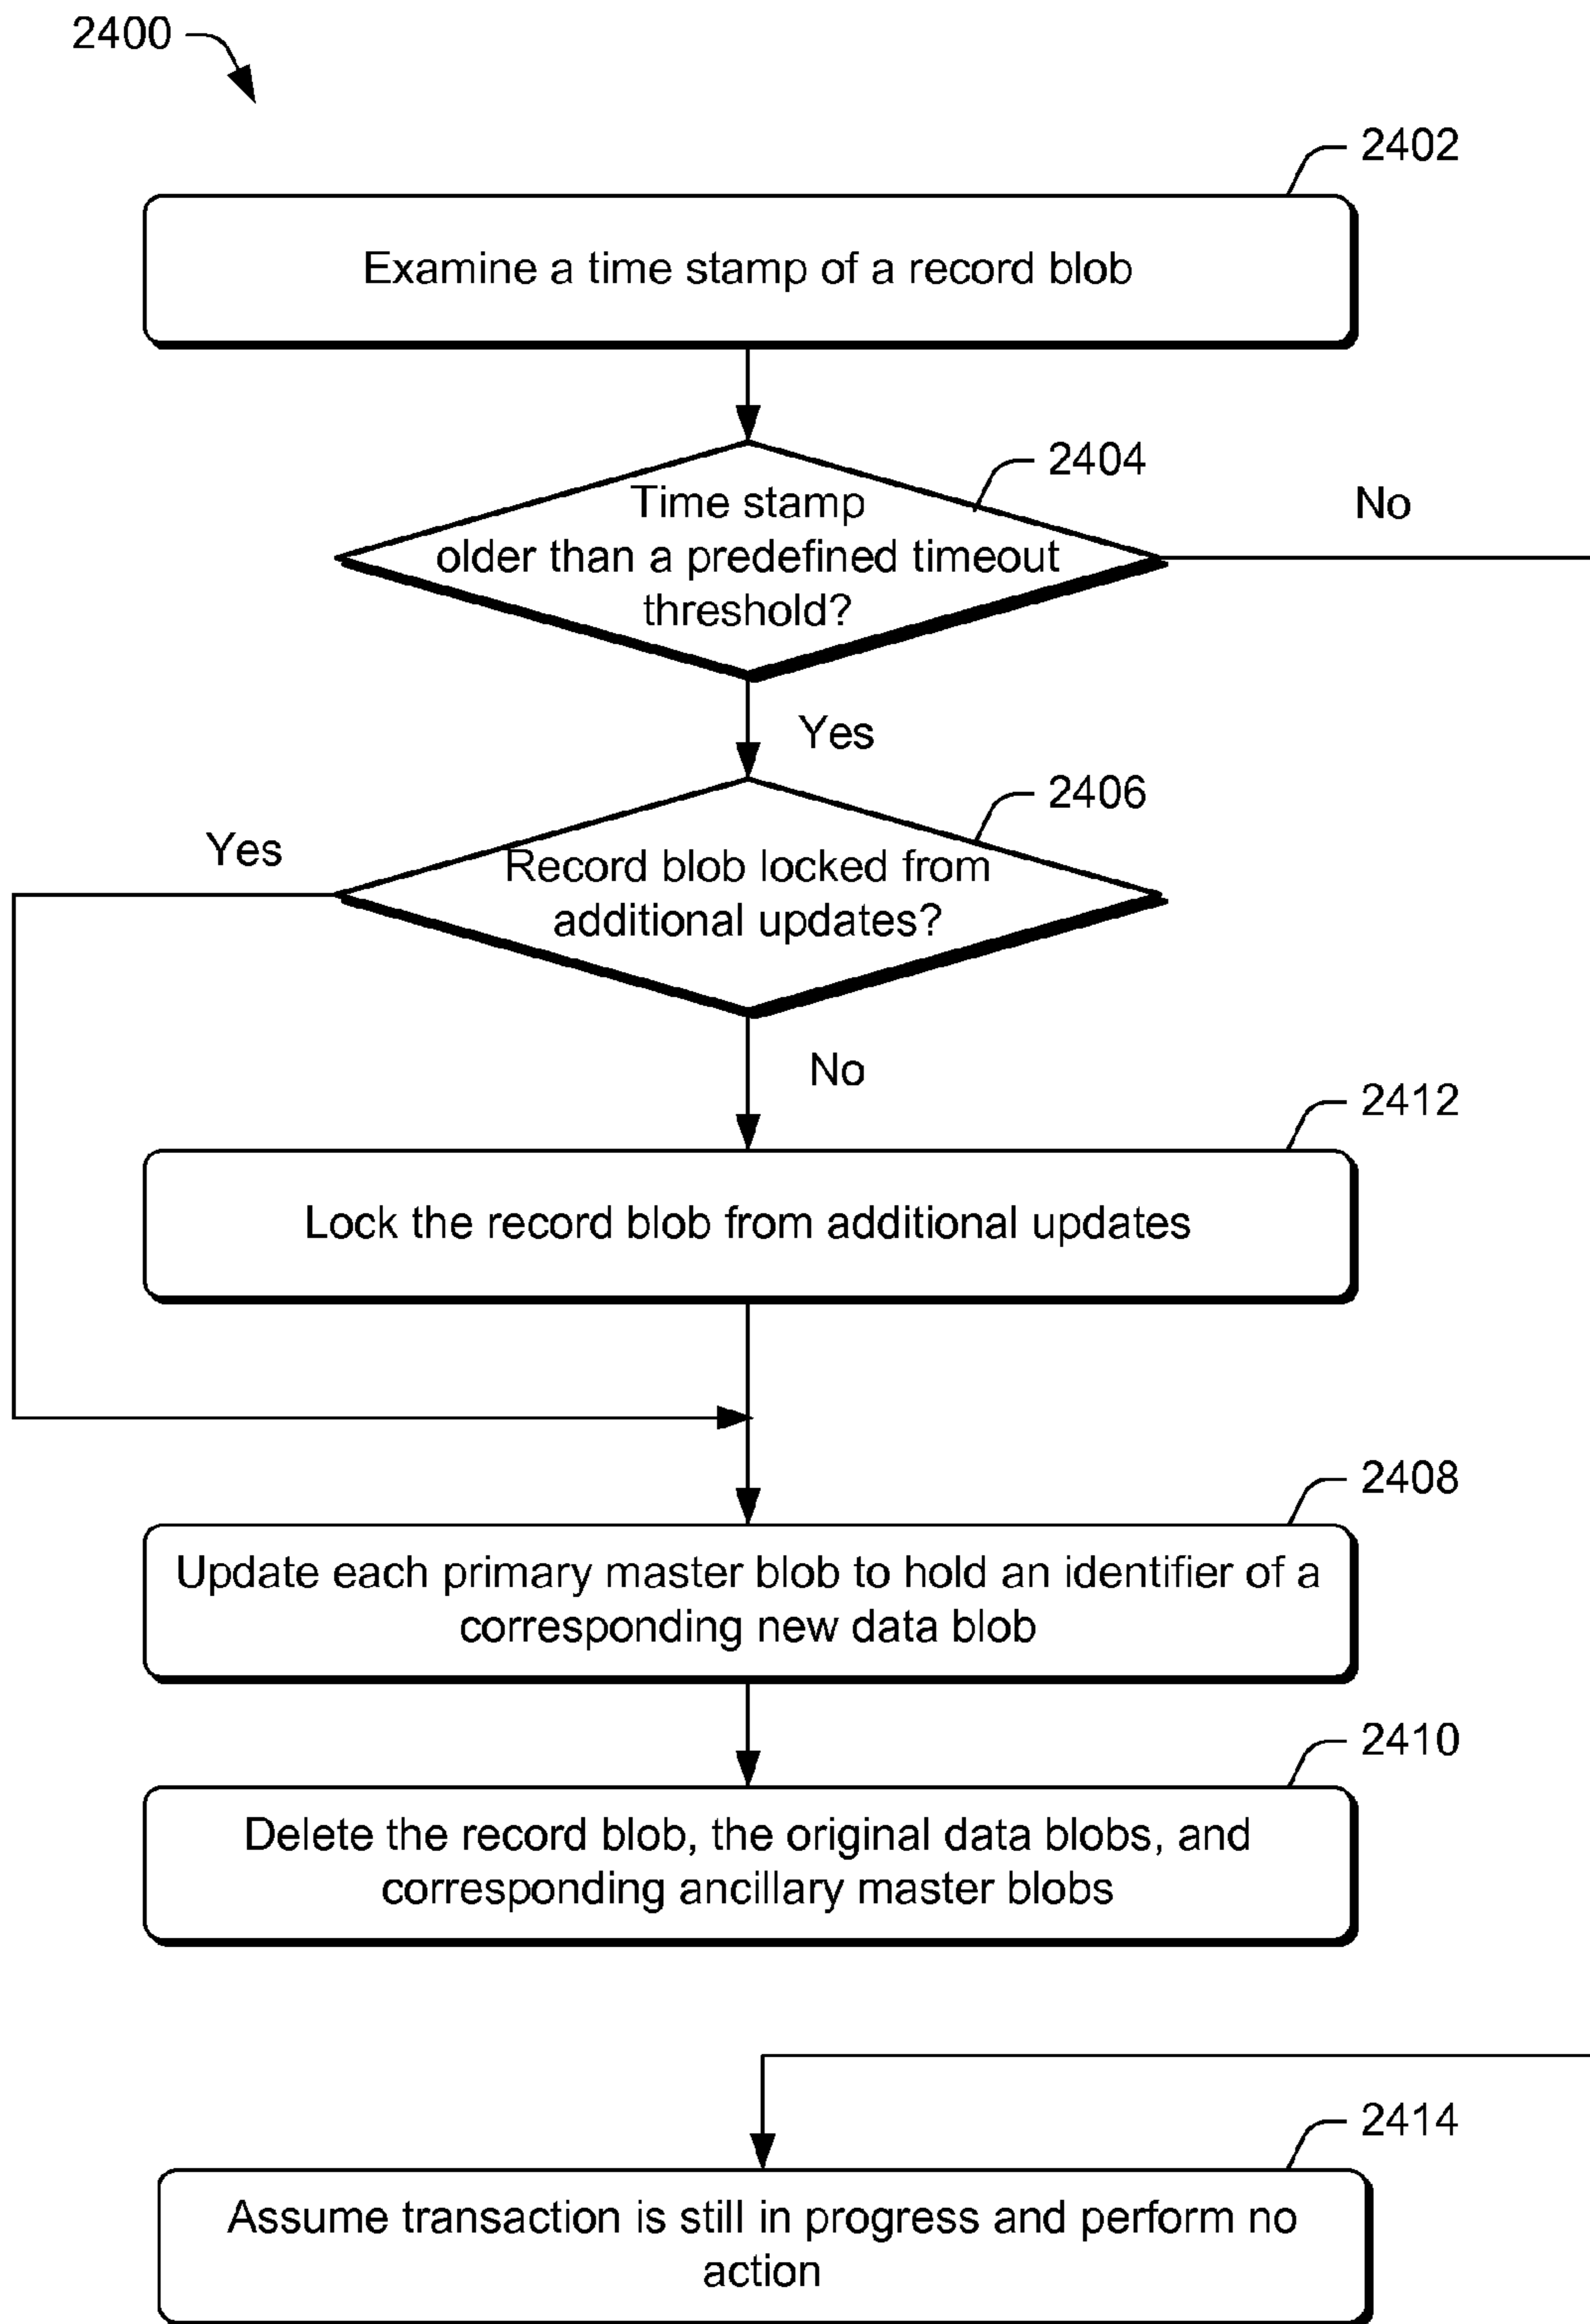 2400
2402
Examine a time stamp of a record blob
2404
Time stamp
older than a predefined timeout
threshold?
No
Yes
2406
Yes
Record blob locked from
additional updates?
No
2412
Lock the record blob from additional updates
2408
Update each primary master blob to hold an identifier of a
corresponding new data blob
2410
Delete the record blob, the original data blobs, and
corresponding ancillary master blobs
2414
Assume transaction is still in progress and perform no
action